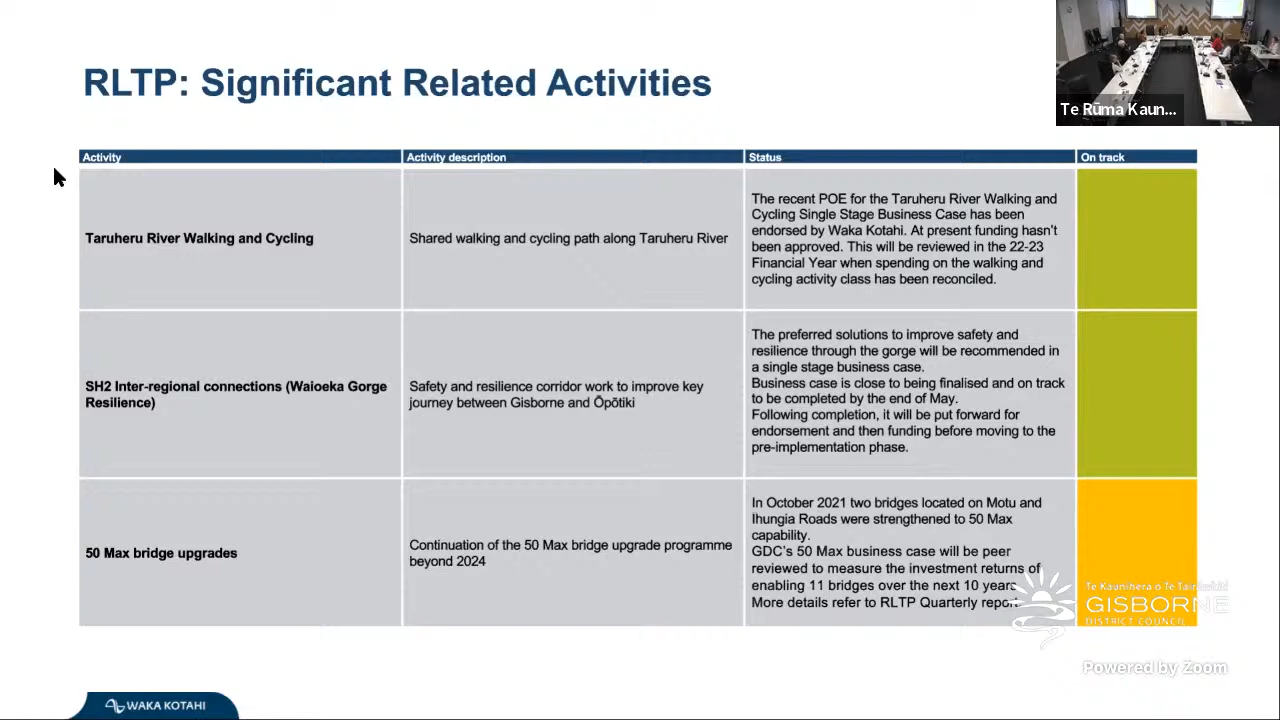 RLTP: Significant Related Activities
Te Rūma Kaun...
Activity
Activity description
Status
On track
Taruheru River Walking and Cycling
Shared walking and cycling path along Taruheru River
The recent POE for the Taruheru River Walking and
Cycling Single Stage Business Case has been
endorsed by Waka Kotahi. At present funding hasn't
been approved. This will be reviewed in the 22-23
Financial Year when spending on the walking and
cycling activity class has been reconciled.
SH2 Inter-regional connections (Waioeka Gorge
Resilience)
Safety and resilience corridor work to improve key
journey between Gisborne and Ōpōtiki
The preferred solutions to improve safety and
resilience through the gorge will be recommended in
a single stage business case.
Business case is close to being finalised and on track
to be completed by the end of May.
Following completion, it will be put forward for
endorsement and then funding before moving to the
pre-implementation phase.
50 Max bridge upgrades
Continuation of the 50 Max bridge upgrade programme
beyond 2024
In October 2021 two bridges located on Motu and
Ihungia Roads were strengthened to 50 Max
capability.
GDC's 50 Max business case will be peer
reviewed to measure the investment returns of
enabling 11 bridges over the next 10 years
More details refer to RLTP Quarterly report
Te Kaunihera o Te Tairāwhiti
GISBORNE
DISTRICT COUNCIL
Powered by Zoom
WAKA KOTAHI